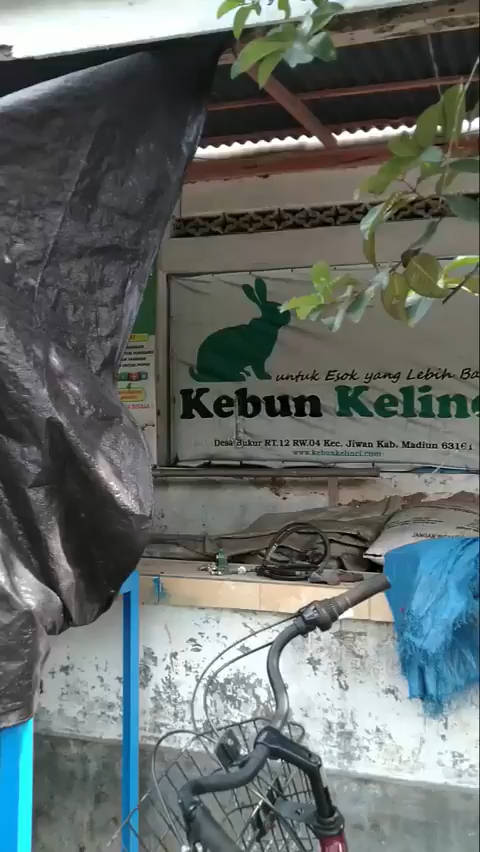 untuk Esok yang Lebih Ba
Kebun Kelinc
Desa Bukur RT.12 RW.04 Kec. Jiwan Kab. Madiun 6316
www.kebunkelinci.com